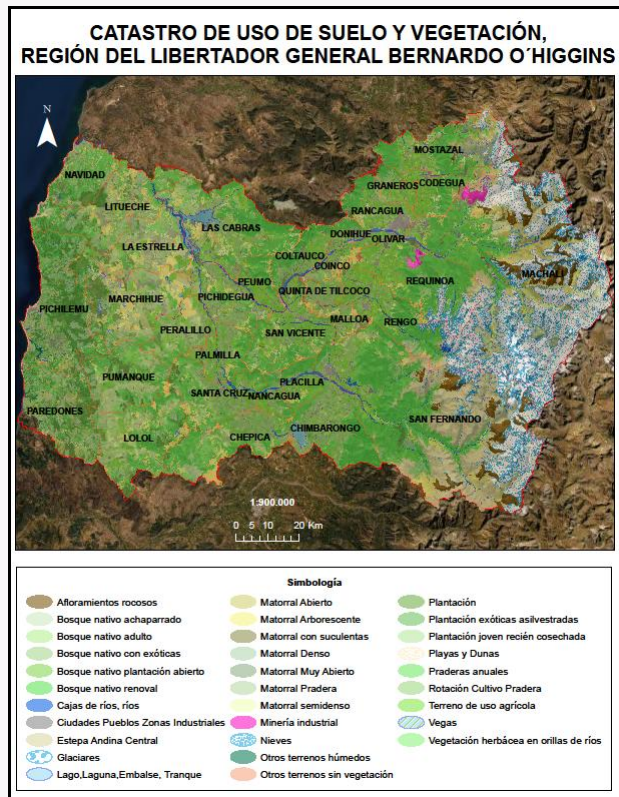 CATASTRO DE USO DE SUELO Y VEGETACIÓN,
REGIÓN DEL LIBERTADOR GENERAL BERNARDO O´HIGGINS
N
MOSTAZAL
NAVIDAD
GRANEROS
CODEGUA
LITUECHE
RANCAGUA
LAS CABRAS
DONIHUE
OLIVAR
LA ESTRELLA
COLTAUCO
COINCO
MACHALI
PEUMO
REQUINOA
QUINTA DE TILCOCO
MARCHIHUE
PICHIDEGUA
PICHILEMU
MALLOA
RENGO
PERALILLO
SAN VICENTE
PALMILLA
PUMANQUE
PLACILLA
SANTA CRUZ
NANCAGUA
PAREDONES
SAN FERNANDO
CHIMBARONGO
LOLOL
CHEPICA
1:900.000
0 5 10 20 Km
Simbología
Afloramientos rocosos
Bosque nativo achaparrado
Bosque nativo adulto
Bosque nativo con exóticas
Bosque nativo plantación abierto
Bosque nativo renoval
Cajas de ríos, ríos
Ciudades Pueblos Zonas Industriales
Estepa Andina Central
Glaciares
Lago,Laguna,Embalse, Tranque
Matorral Abierto
Matorral Arborescente
Matorral con suculentas
Matorral Denso
Matorral Muy Abierto
Matorral Pradera
Matorral semidenso
Minería industrial
Nieves
Otros terrenos húmedos
Otros terrenos sin vegetación
Plantación
Plantación exóticas asilvestradas
Plantación joven recién cosechada
Playas y Dunas
Praderas anuales
Rotación Cultivo Pradera
Terreno de uso agrícola
Vegas
Vegetación herbácea en orillas de ríos